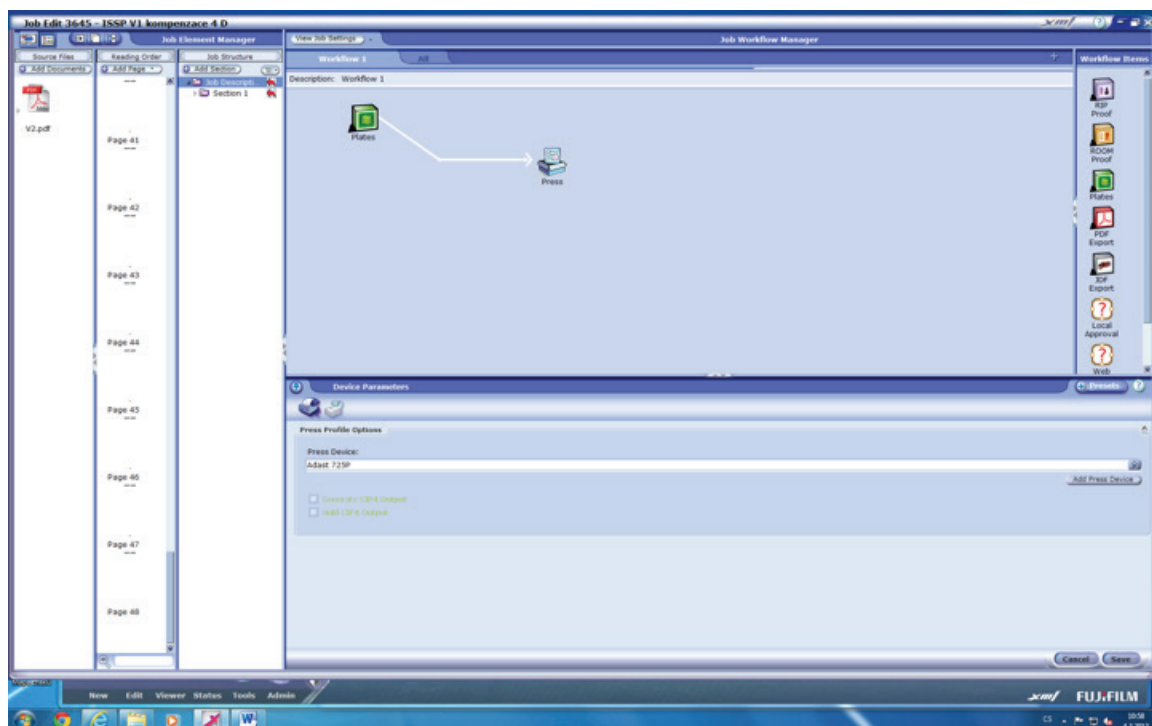 Job Edit 3645 - ISSP V1 kompenzace 4 D
xmf
Job Element Manager
View Job Settings
Job Workflow Manager
Source Files
Reading Order
Job Structure
Workflow 1
All
Workflow Items
Add Documents
Add Page
Add Section
Job Descripti
Section 1
Description: Workflow 1
V2.pdf
Page 41
Page 42
Page 43
Page 44
Page 45
Page 46
Page 47
Page 48
Plates
Press
RIP
Proof
ROOM
Proof
Plates
PDF
Export
JDF
Export
Local
Approval
Web
Device Parameters
Presets
Press Profile Options
Press Device:
Adast 725P
Add Press Device
Generate CIP4 Output
Hold CIP4 Output
Cancel
Save
New Edit Viewer Status Tools Admin
xmf FUJIFILM
CS
10:58